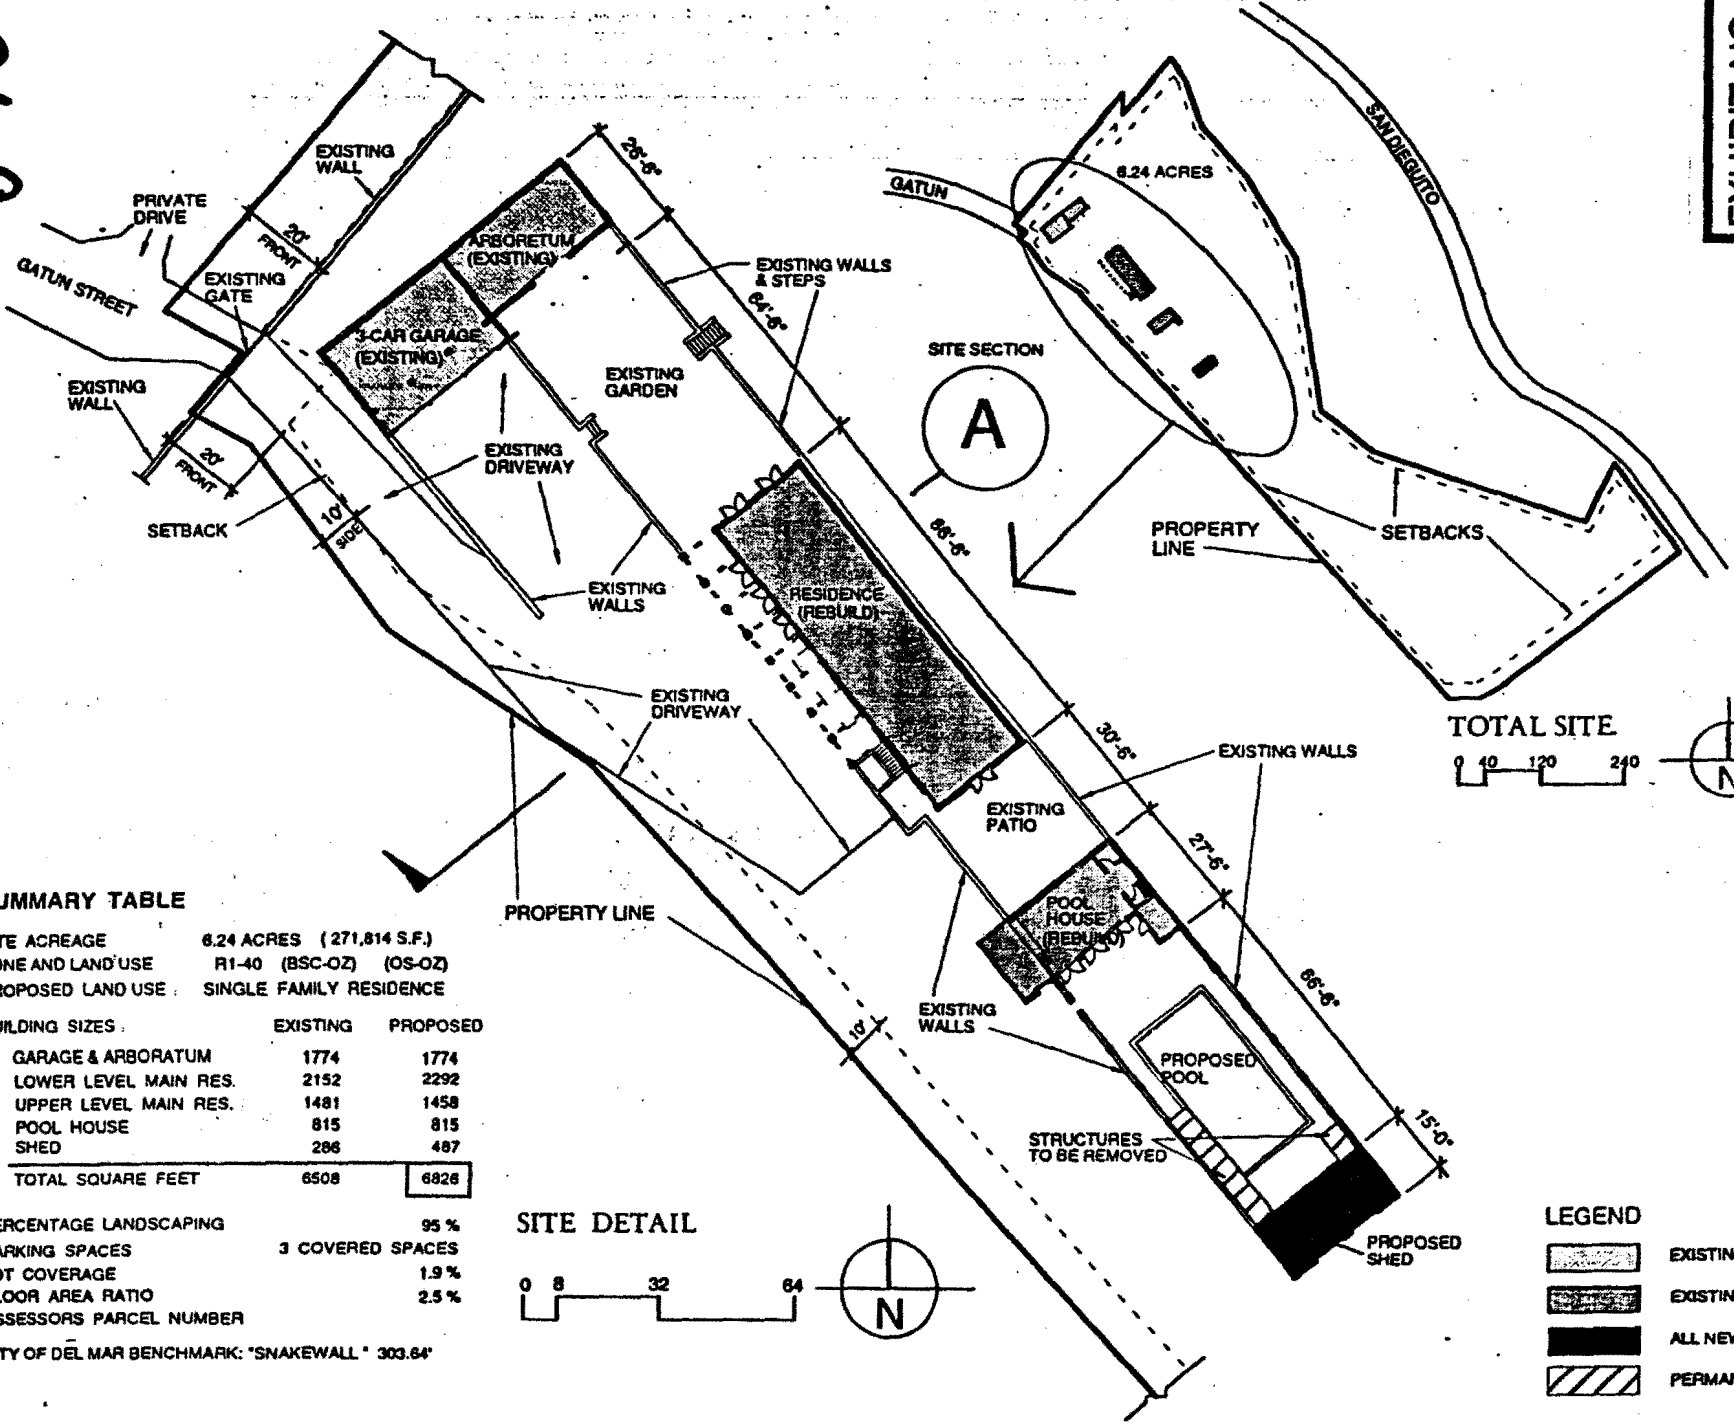 EXISTING
WALL
PRIVATE
DRIVE
20'
FRONT
GATUN STREET
EXISTING
GATE
EXISTING
WALL
20'
FRONT
SETBACK
10'
SIDE
ARBORETUM
(EXISTING)
3-CAR GARAGE
(EXISTING)
26'-6"
EXISTING WALLS
& STEPS
64'-6"
EXISTING
GARDEN
EXISTING
DRIVEWAY
EXISTING
WALLS
RESIDENCE
(REBUILD)
EXISTING
DRIVEWAY
GATUN
6.24 ACRES
SAN DIEGUITO
SITE SECTION
A
PROPERTY
LINE
SETBACKS
TOTAL SITE
0 40 120 240
N
30'-6"
EXISTING WALLS
EXISTING
PATIO
27'-6"
POOL
HOUSE
(REBUILD)
PROPERTY LINE
10'
EXISTING
WALLS
66'-6"
PROPOSED
POOL
STRUCTURES
TO BE REMOVED
15'-0"
PROPOSED
SHED
UMMARY TABLE
TE ACREAGE 6.24 ACRES (271,814 S.F.)
NE AND LAND USE R1-40 (BSC-OZ) (OS-OZ)
OPOSED LAND USE : SINGLE FAMILY RESIDENCE
ILDING SIZES : EXISTING PROPOSED
GARAGE & ARBORATUM 1774 1774
LOWER LEVEL MAIN RES. 2152 2292
UPPER LEVEL MAIN RES. 1481 1458
POOL HOUSE 815 815
SHED 286 487
TOTAL SQUARE FEET 6508 6826
ERCENTAGE LANDSCAPING 95 %
ARKING SPACES 3 COVERED SPACES
OT COVERAGE 1.9 %
LOOR AREA RATIO 2.5 %
SSESSORS PARCEL NUMBER
TY OF DEL MAR BENCHMARK: "SNAKEWALL" 303.64'
SITE DETAIL
0 8 32 64
N
LEGEND
EXISTIN
EXISTIN
ALL NEW
PERMAN